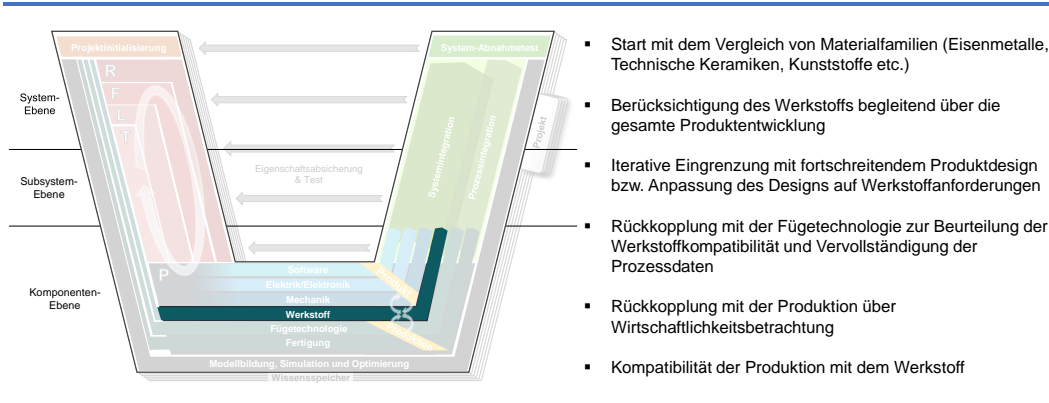 Projektinitialisierung
System-Abnahmetest
R
F
L
T
P
System-
Ebene
Subsystem-
Ebene
Komponenten-
Ebene
Eigenschaftsabsicherung
& Test
Systemintegration
Prozessintegration
Projekt
Software
Elektrik/Elektronik
Mechanik
Werkstoff
Fügetechnologie
Fertigung
Produkt
Produktion
Modellbildung, Simulation und Optimierung
Wissensspeicher
▪ Start mit dem Vergleich von Materialfamilien (Eisenmetalle,
Technische Keramiken, Kunststoffe etc.)
▪ Berücksichtigung des Werkstoffs begleitend über die
gesamte Produktentwicklung
▪ Iterative Eingrenzung mit fortschreitendem Produktdesign
bzw. Anpassung des Designs auf Werkstoffanforderungen
▪ Rückkopplung mit der Fügetechnologie zur Beurteilung der
Werkstoffkompatibilität und Vervollständigung der
Prozessdaten
▪ Rückkopplung mit der Produktion über
Wirtschaftlichkeitsbetrachtung
▪ Kompatibilität der Produktion mit dem Werkstoff